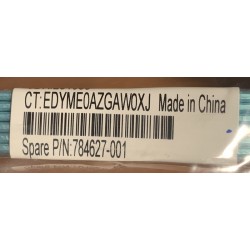 CT:EDYME0AZGAW0XJ Made in China
Spare P/N:784627-001